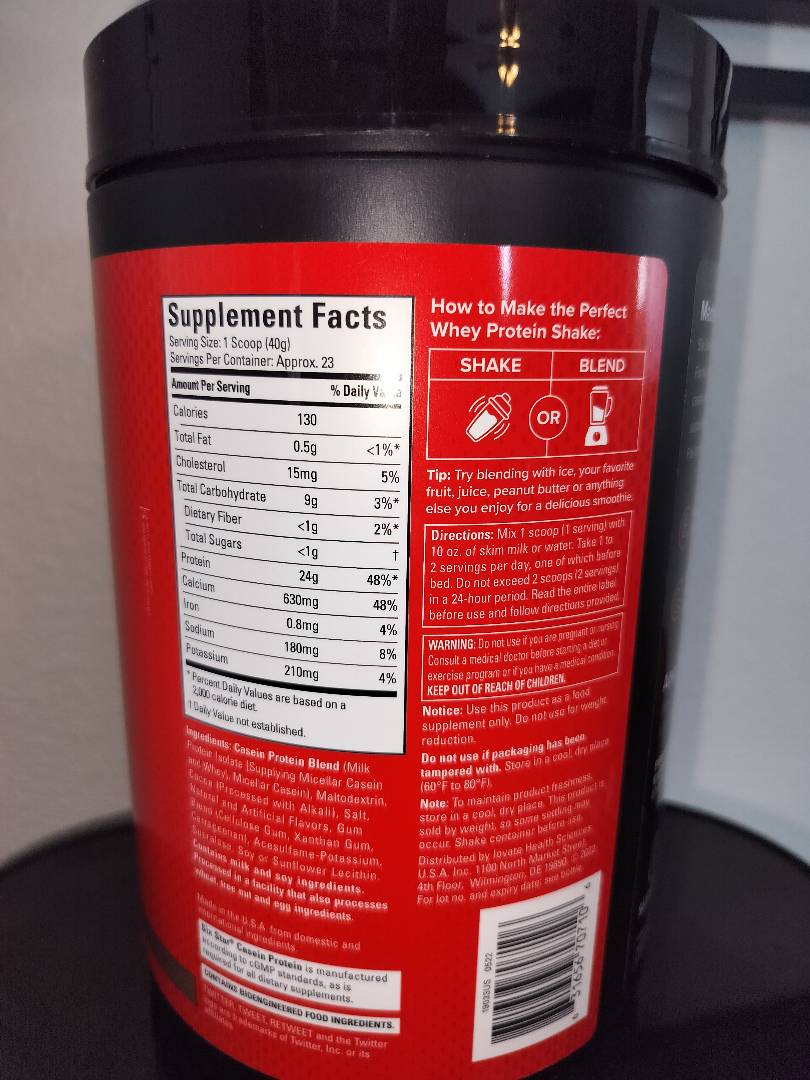 Supplement Facts
Serving Size: 1 Scoop (40g)
Servings Per Container: Approx. 23
Amount Per Serving % Daily
Calories 130
Total Fat 0.5g <1%*
Cholesterol 15mg 5%
Total Carbohydrate 9g 3%*
Dietary Fiber <1g 2%*
Total Sugars <1g †
Protein 24g 48%*
Calcium 630mg 48%
Iron 0.8mg 4%
Sodium 180mg 8%
Potassium 210mg 4%
* Percent Daily Values are based on a
2,000 calorie diet.
† Daily Value not established.
Ingredients: Casein Protein Blend (Milk
Protein Isolate [Supplying Micellar Casein
and Whey], Micellar Casein), Maltodextrin,
Cocoa (Processed with Alkali), Salt,
Natural and Artificial Flavors, Gum
Blend (Cellulose Gum, Xanthan Gum,
Carrageenan), Acesulfame-Potassium,
Sucralose, Soy or Sunflower Lecithin.
Contains milk and soy ingredients.
Processed in a facility that also processes
wheat, tree nut and egg ingredients.
Made in the U.S.A. from domestic and
international ingredients.
Six Star® Casein Protein is manufactured
according to cGMP standards, as is
required for all dietary supplements.
CONTAINS BIOENGINEERED FOOD INGREDIENTS.
TWITTER, TWEET, RETWEET and the Twitter
logo are trademarks of Twitter, Inc. or its
affiliates.
How to Make the Perfect
Whey Protein Shake:
SHAKE BLEND
OR
Tip: Try blending with ice, your favorite
fruit, juice, peanut butter or anything
else you enjoy for a delicious smoothie.
Directions: Mix 1 scoop (1 serving) with
10 oz. of skim milk or water. Take 1 to
2 servings per day, one of which before
bed. Do not exceed 2 scoops (2 servings)
in a 24-hour period. Read the entire label
before use and follow directions provided.
WARNING: Do not use if you are pregnant or nursing.
Consult a medical doctor before starting a diet or
exercise program or if you have a medical condition.
KEEP OUT OF REACH OF CHILDREN.
Notice: Use this product as a food
supplement only. Do not use for weight
reduction.
Do not use if packaging has been
tampered with. Store in a cool, dry place
(60°F to 80°F).
Note: To maintain product freshness,
store in a cool, dry place. This product is
sold by weight, so some settling may
occur. Shake container before use.
Distributed by Iovate Health Sciences
U.S.A. Inc. 1100 North Market Street,
4th Floor, Wilmington, DE 19890. © 2022.
For lot no. and expiry date: see bottle.
19033US 0522
6 31656 70710 6